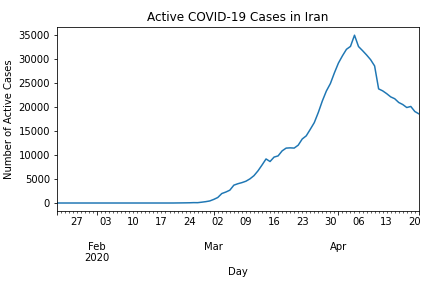 Active COVID-19 Cases in Iran
Number of Active Cases
35000
30000
25000
20000
15000
10000
5000
0
27 03 10 17 24 02 09 16 23 30 06 13 20
Feb Mar Apr
2020
Day